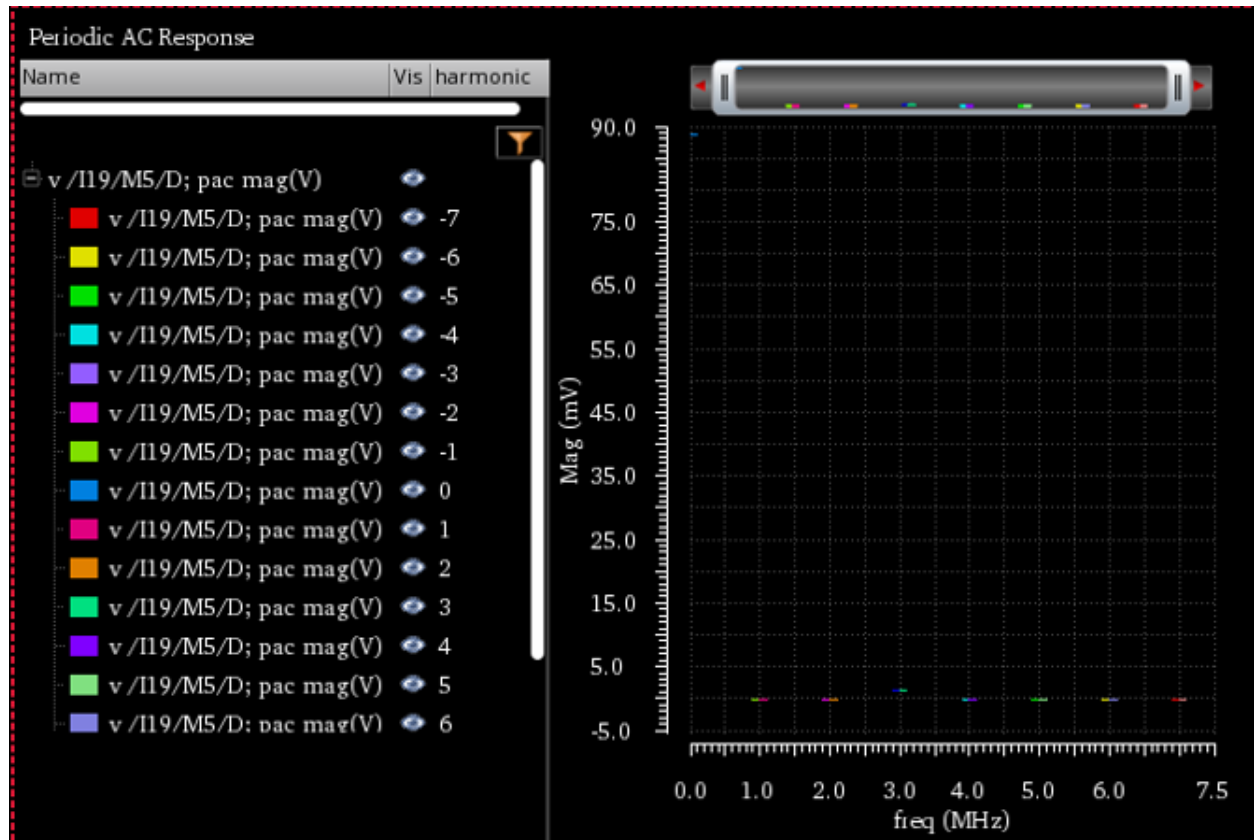 Periodic AC Response
Name Vis harmonic
v /I19/M5/D; pac mag(V)
v /I19/M5/D; pac mag(V) -7
v /I19/M5/D; pac mag(V) -6
v /I19/M5/D; pac mag(V) -5
v /I19/M5/D; pac mag(V) -4
v /I19/M5/D; pac mag(V) -3
v /I19/M5/D; pac mag(V) -2
v /I19/M5/D; pac mag(V) -1
v /I19/M5/D; pac mag(V) 0
v /I19/M5/D; pac mag(V) 1
v /I19/M5/D; pac mag(V) 2
v /I19/M5/D; pac mag(V) 3
v /I19/M5/D; pac mag(V) 4
v /I19/M5/D; pac mag(V) 5
v /I19/M5/D; pac mag(V) 6
Mag (mV)
90.0
75.0
65.0
55.0
45.0
35.0
25.0
15.0
5.0
-5.0
0.0 1.0 2.0 3.0 4.0 5.0 6.0 7.5
freq (MHz)